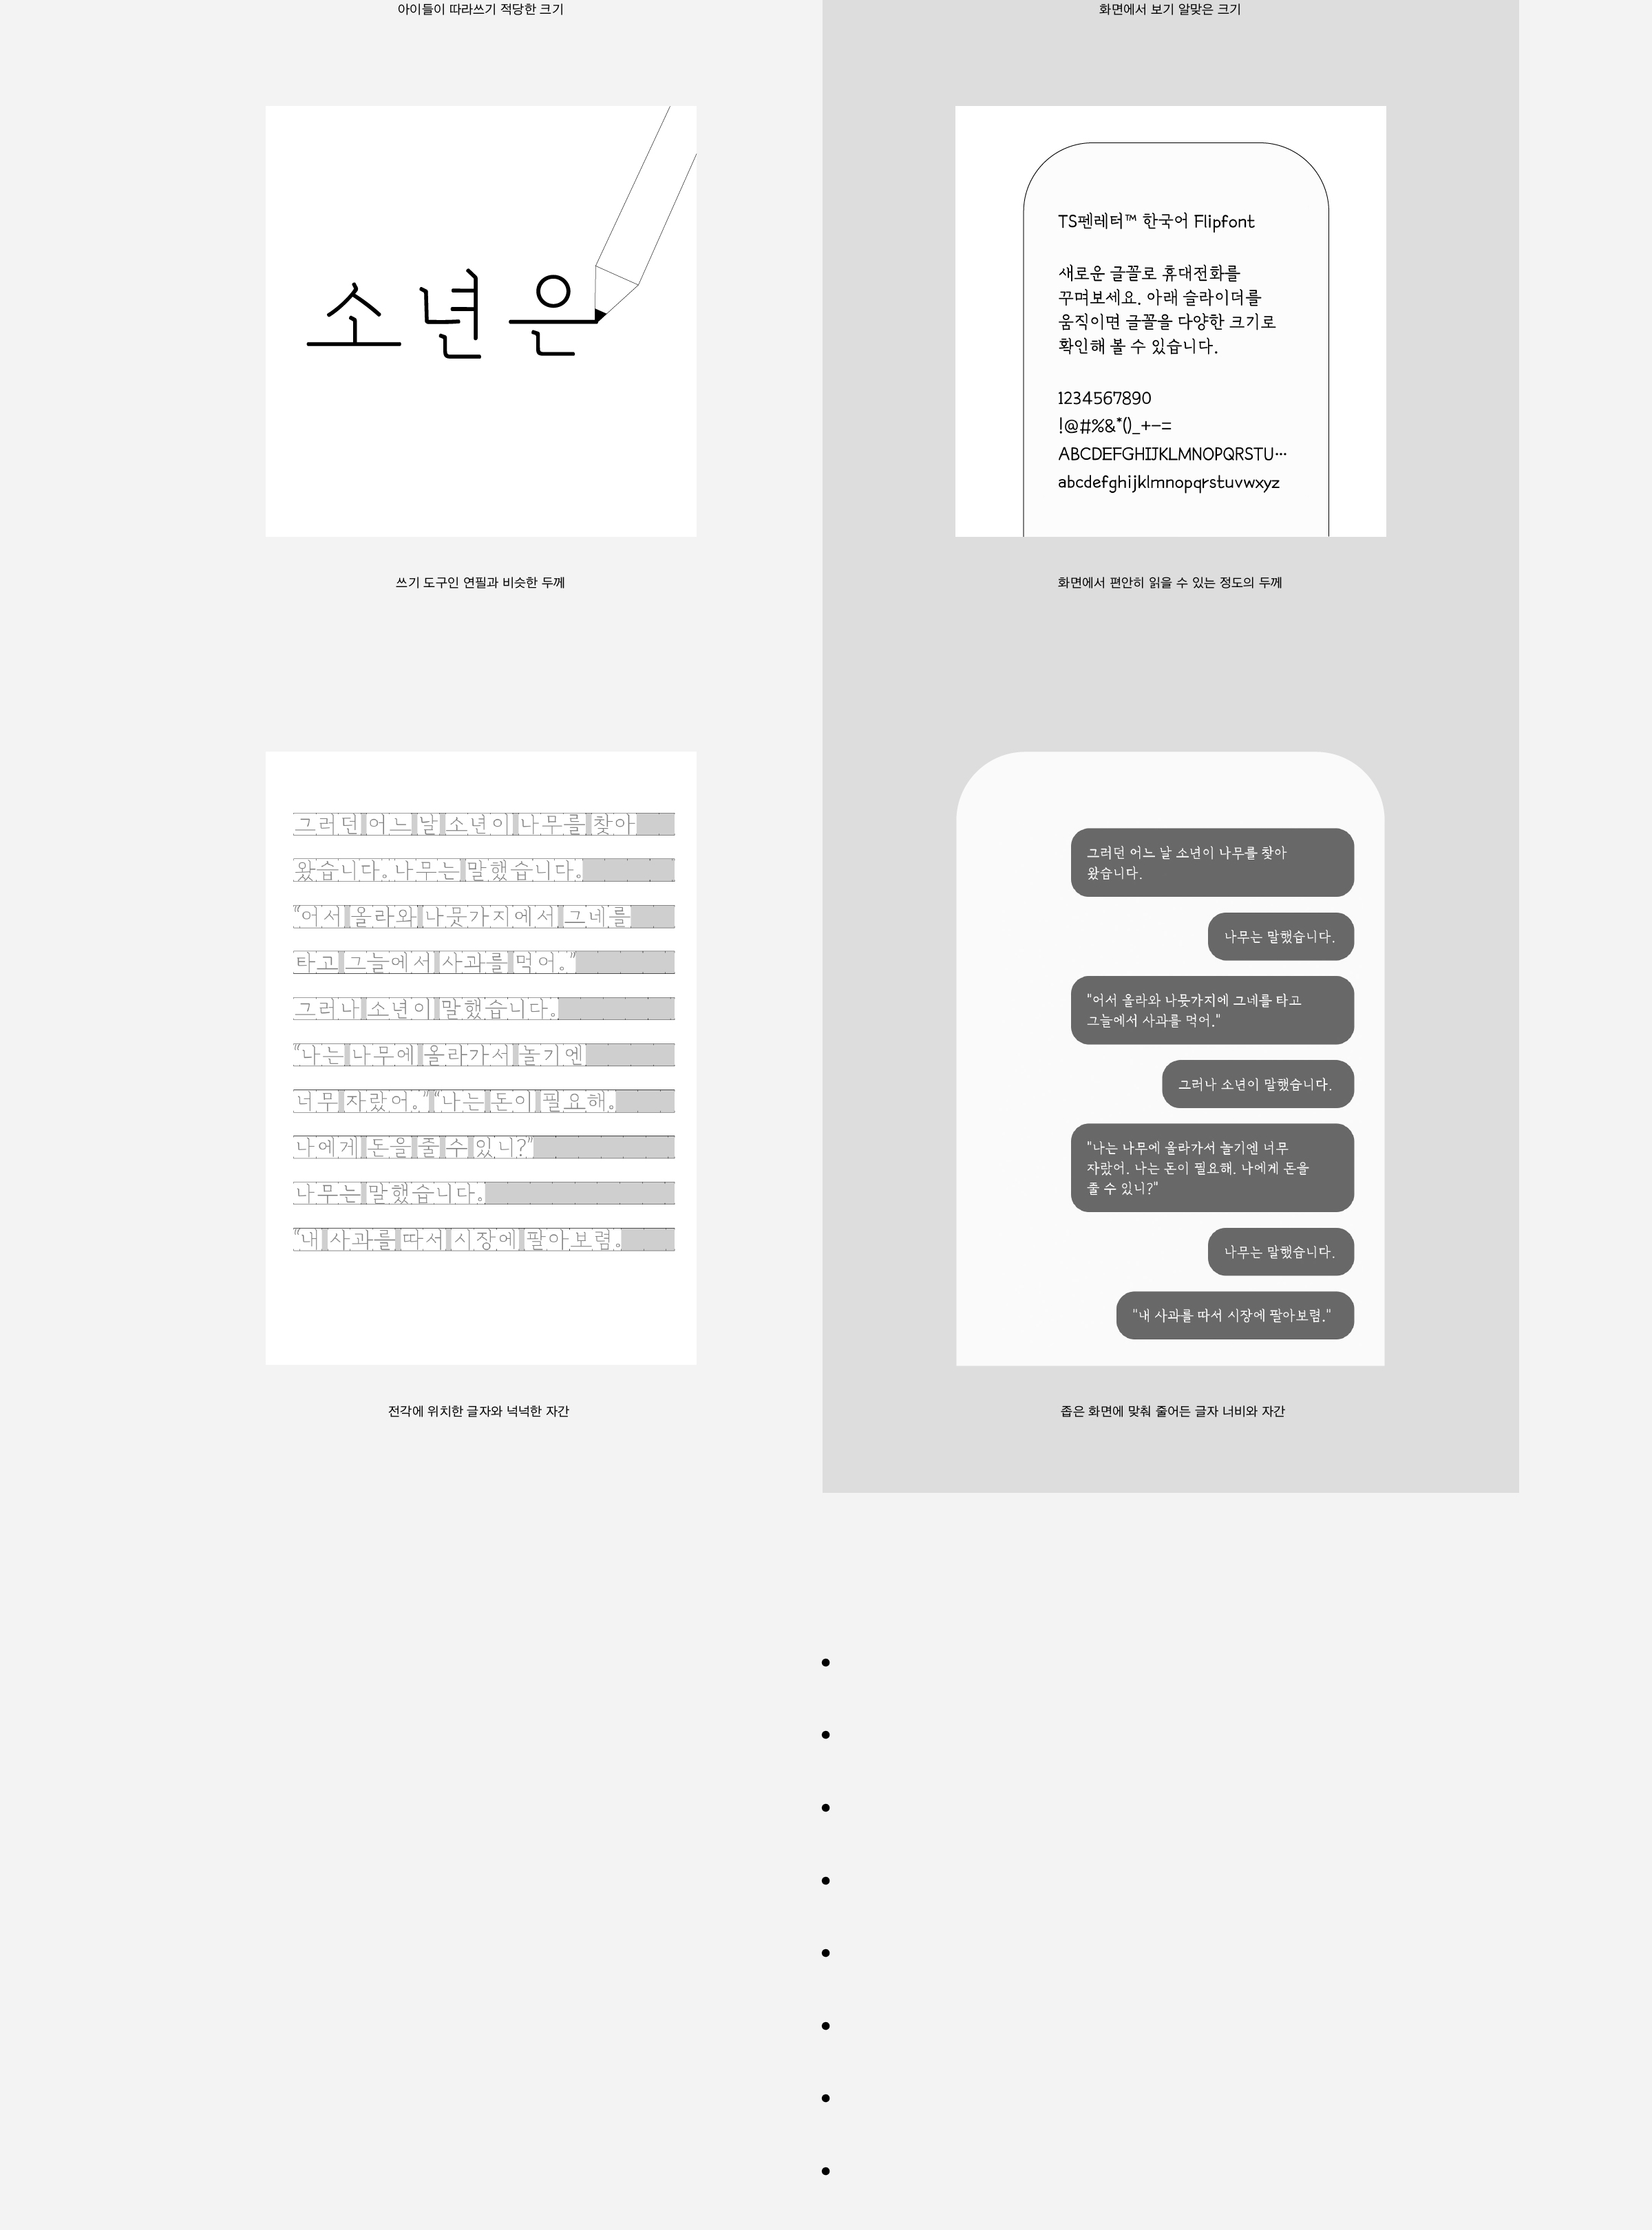 아이들이 따라쓰기 적당한 크기
화면에서 보기 알맞은 크기
소년은
쓰기 도구인 연필과 비슷한 두께
TS펜레터™ 한국어 Flipfont
새로운 글꼴로 휴대전화를
꾸며보세요. 아래 슬라이더를
움직이면 글꼴을 다양한 크기로
확인해 볼 수 있습니다.
1234567890
!@#%&*()_+-=
ABCDEFGHIJKLMNOPQRSTU…
abcdefghijklmnopqrstuvwxyz
화면에서 편안히 읽을 수 있는 정도의 두께
그러던 어느 날 소년이 나무를 찾아
왔습니다. 나무는 말했습니다.
“어서 올라와 나뭇가지에서 그네를
타고 그늘에서 사과를 먹어.”
그러나 소년이 말했습니다.
“나는 나무에 올라가서 놀기엔
너무 자랐어.” “나는 돈이 필요해.
나에게 돈을 줄 수 있니?”
나무는 말했습니다.
“내 사과를 따서 시장에 팔아보렴.
전각에 위치한 글자와 넉넉한 자간
그러던 어느 날 소년이 나무를 찾아
왔습니다.
나무는 말했습니다.
"어서 올라와 나뭇가지에 그네를 타고
그늘에서 사과를 먹어."
그러나 소년이 말했습니다.
"나는 나무에 올라가서 놀기엔 너무
자랐어. 나는 돈이 필요해. 나에게 돈을
줄 수 있니?"
나무는 말했습니다.
"내 사과를 따서 시장에 팔아보렴."
좁은 화면에 맞춰 줄어든 글자 너비와 자간